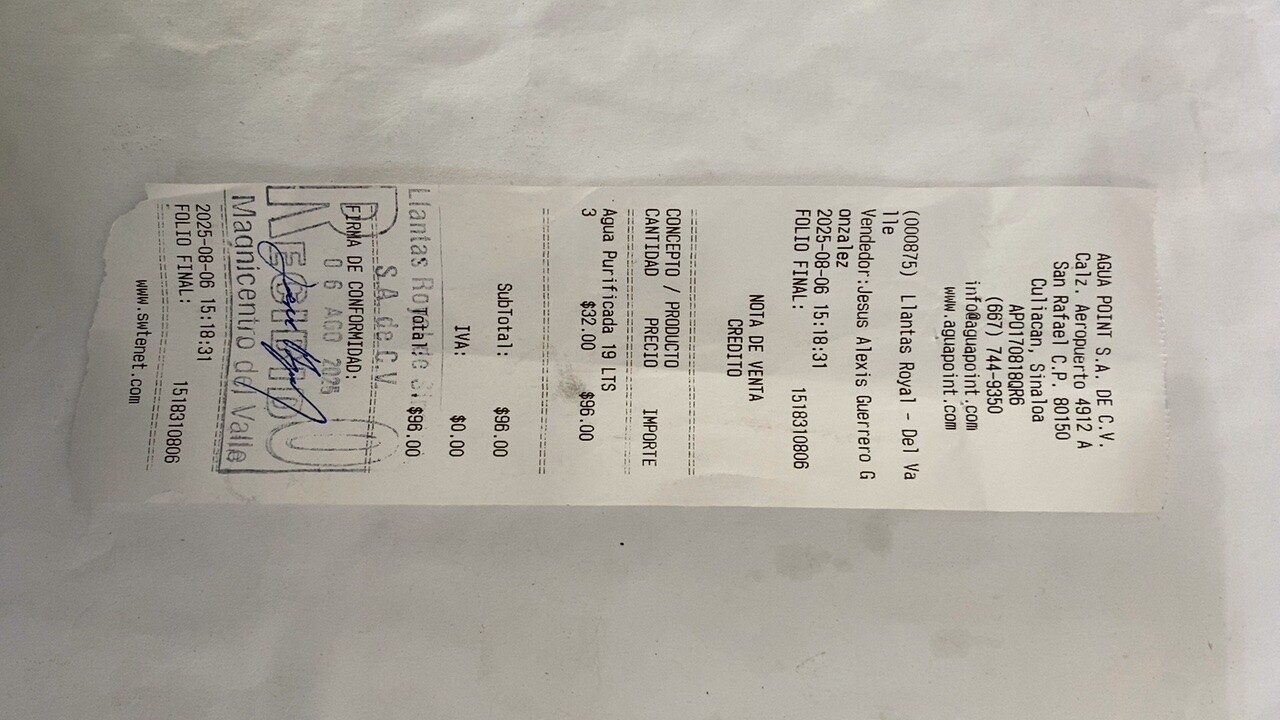 AGUA POINT S.A. DE C.V.
Calz. Aeropuerto 4912 A
San Rafael C.P. 80150
Culiacan, Sinaloa
APO170818QR6
(667) 744-9350
info@aguapoint.com
www.aguapoint.com
(000875) Llantas Royal - Del Va
lle
Vendedor:Jesus Alexis Guerrero G
onzalez
2025-08-06 15:18:31
FOLIO FINAL: 1518310806
NOTA DE VENTA
CREDITO
CONCEPTO / PRODUCTO
CANTIDAD PRECIO IMPORTE
Agua Purificada 19 LTS
3 $32.00 $96.00
SubTotal: $96.00
IVA: $0.00
Total: $96.00
Llantas Royal de
S.A. de C.V.
FIRMA DE CONFORMIDAD:
06 AGO 2025
RECIBIDO
Magnicentro del Valle
2025-08-06 15:18:31
FOLIO FINAL: 1518310806
www.swtenet.com